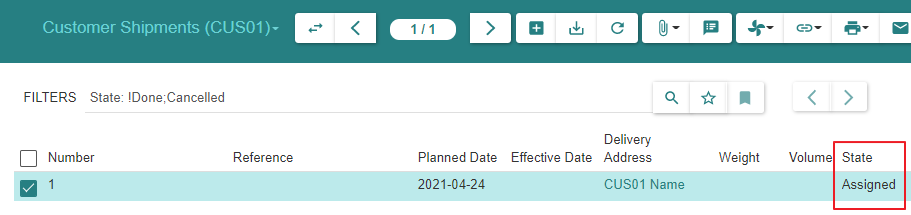 Customer Shipments (CUS01)
1 / 1
FILTERS State: !Done;Cancelled
Number Reference Planned Date Effective Date Delivery Address Weight Volume State
1 2021-04-24 CUS01 Name Assigned